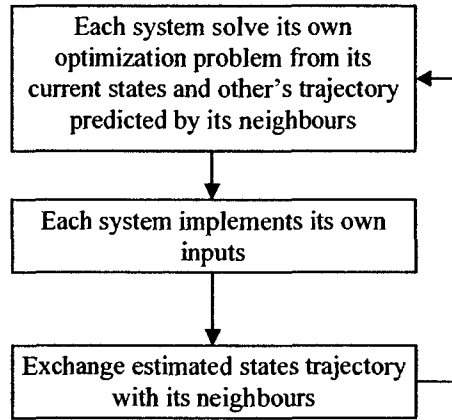 Each system solve its own
optimization problem from its
current states and other's trajectory
predicted by its neighbours
Each system implements its own
inputs
Exchange estimated states trajectory
with its neighbours